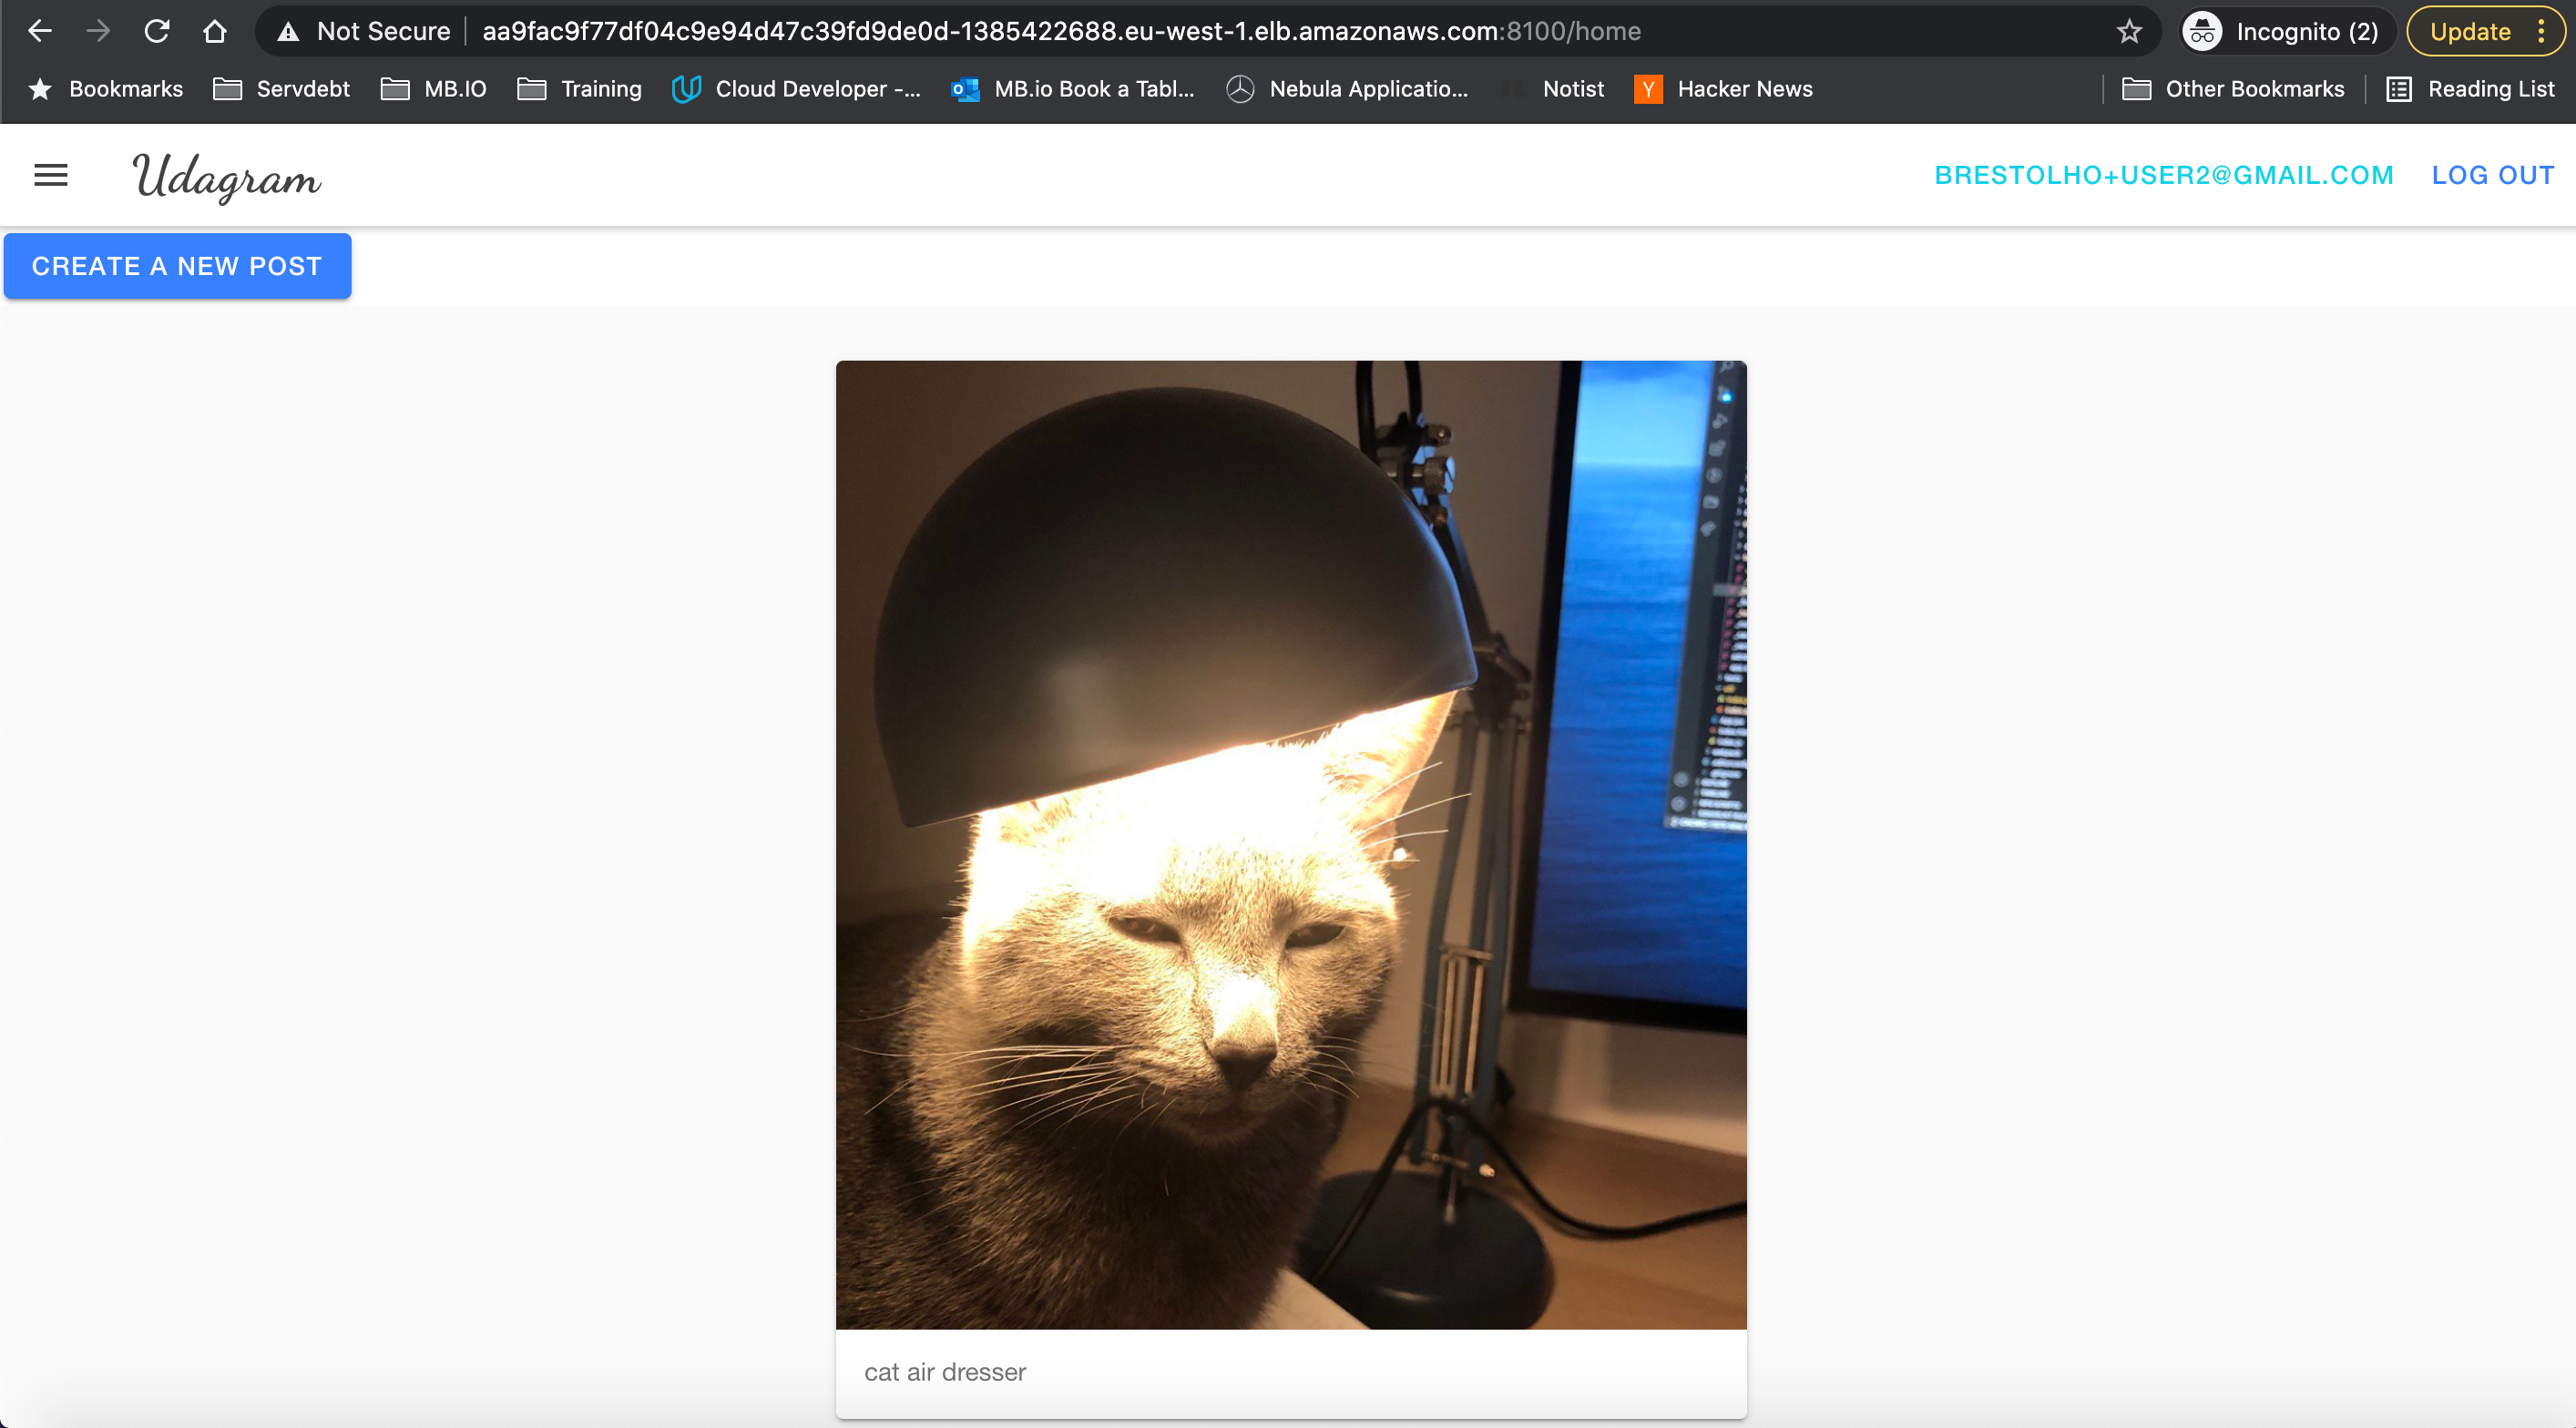 Not Secure aa9fac9f77df04c9e94d47c39fd9de0d-1385422688.eu-west-1.elb.amazonaws.com:8100/home Incognito (2) Update
Bookmarks Servdebt MB.IO Training Cloud Developer -... MB.io Book a Tabl... Nebula Applicatio... Notist Y Hacker News Other Bookmarks Reading List
Udagram BRESTOLHO+USER2@GMAIL.COM LOG OUT
CREATE A NEW POST
cat air dresser